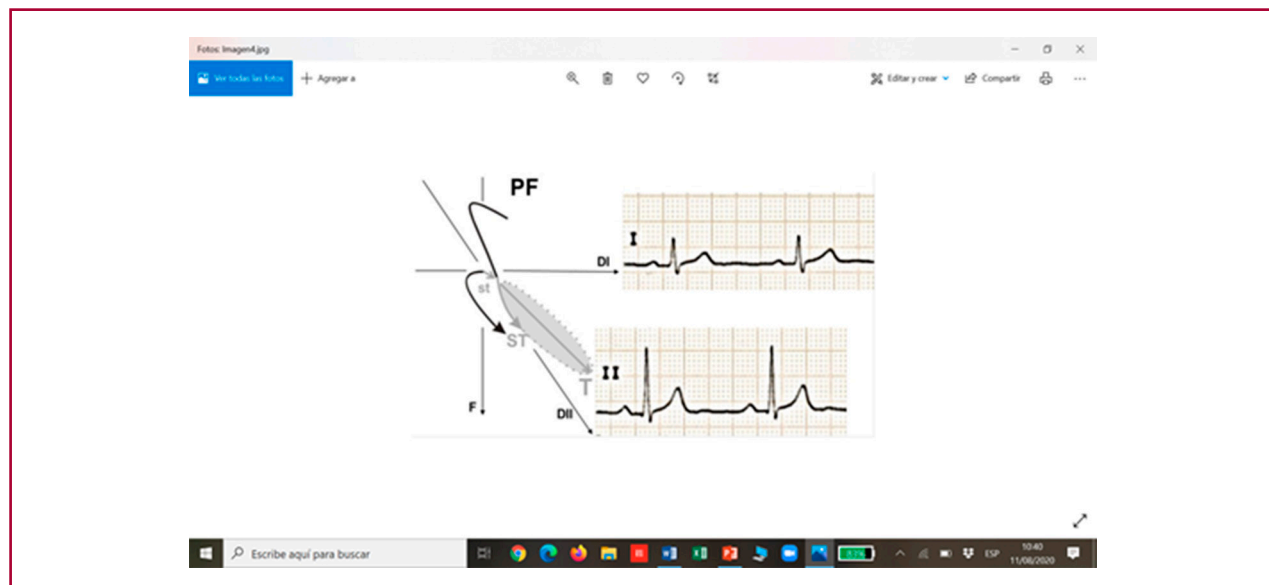 Fotos: Imagen4.jpg
Ver todas las fotos
Agregar a
Editar y crear
Compartir
PF
I
DI
st
ST
T
II
F
DII
Escribe aquí para buscar
ESP
10:40
11/08/2020